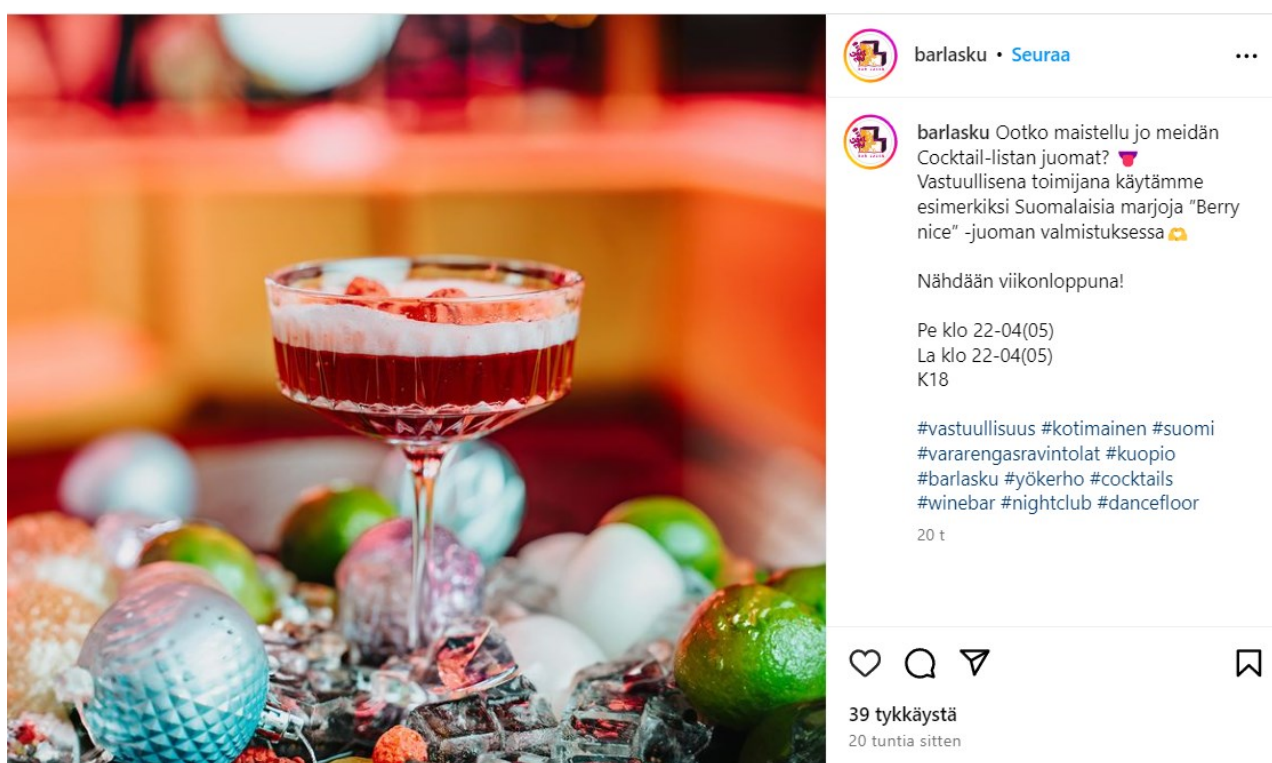 barlasku • Seuraa
barlasku Ootko maistellu jo meidän
Cocktail-listan juomat?
Vastuullisena toimijana käytämme
esimerkiksi Suomalaisia marjoja ”Berry
nice” -juoman valmistuksessa
Nähdään viikonloppuna!
Pe klo 22-04(05)
La klo 22-04(05)
K18
#vastuullisuus #kotimainen #suomi
#vararengasravintolat #kuopio
#barlasku #yökerho #cocktails
#winebar #nightclub #dancefloor
20 t
39 tykkäystä
20 tuntia sitten